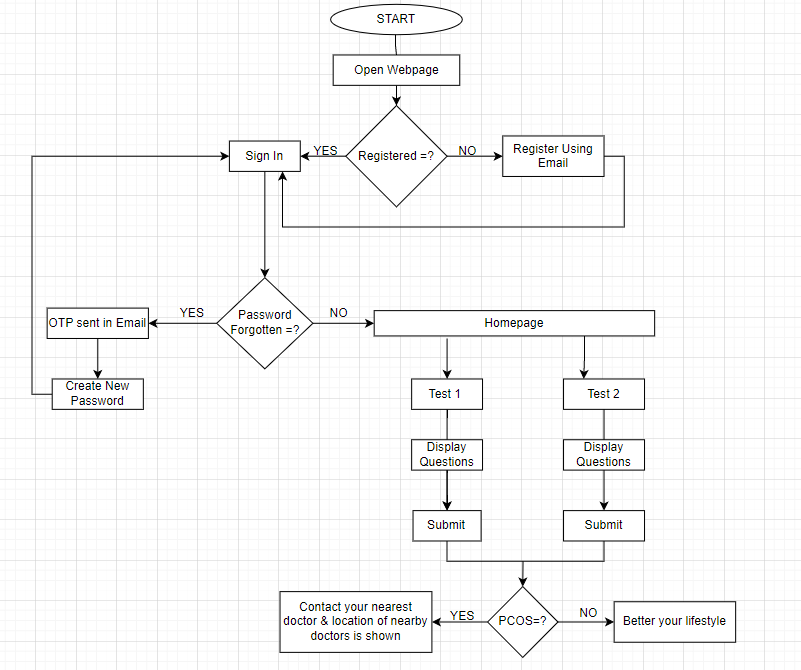 START
Open Webpage
Sign In
YES
Registered =?
NO
Register Using
Email
OTP sent in Email
YES
Password
Forgotten =?
NO
Homepage
Create New
Password
Test 1
Test 2
Display
Questions
Display
Questions
Submit
Submit
Contact your nearest
doctor & location of nearby
doctors is shown
YES
PCOS=?
NO
Better your lifestyle